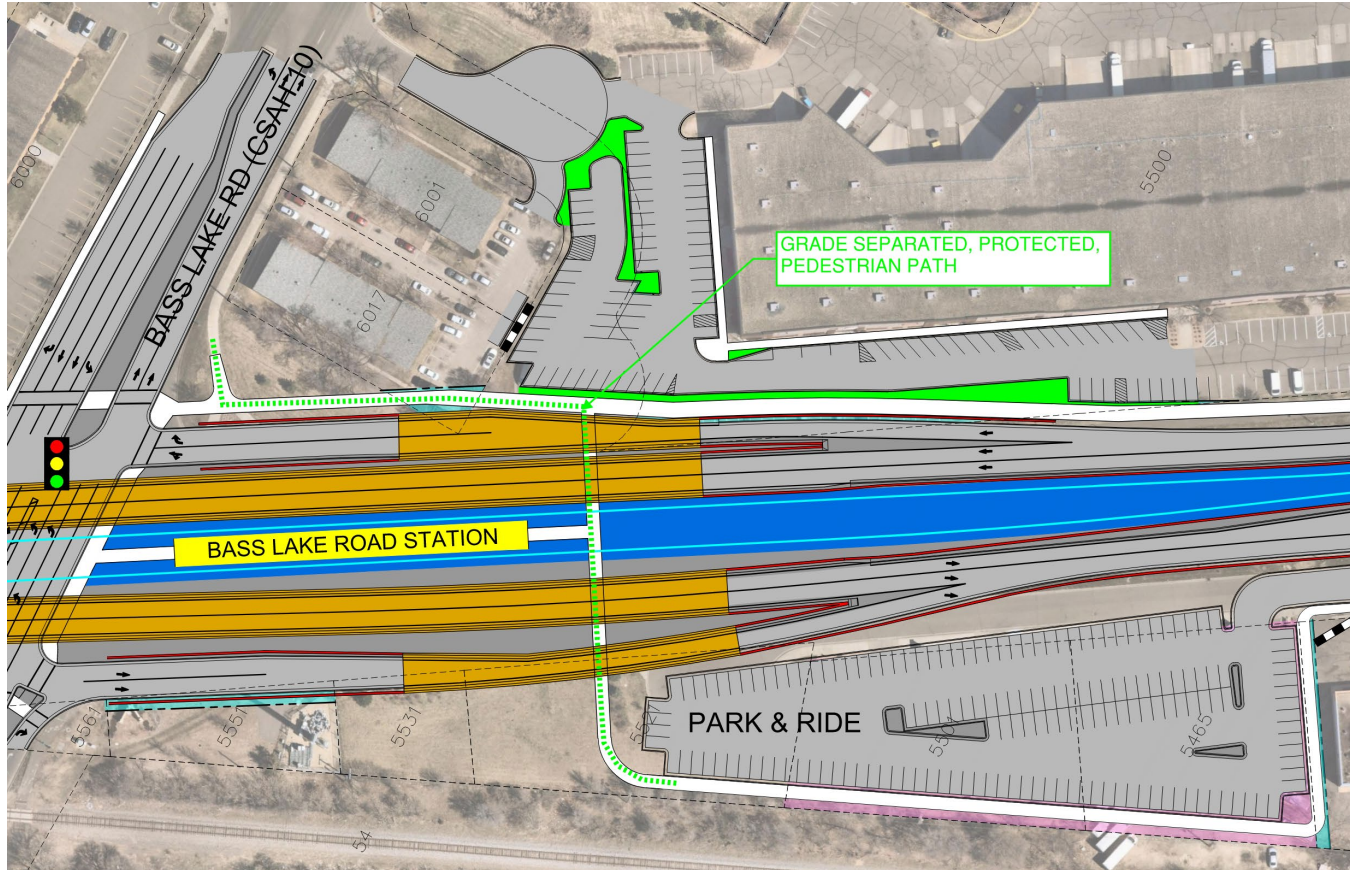 BASS LAKE RD (CSAH 10)
6000
6001
6017
5500
GRADE SEPARATED, PROTECTED,
PEDESTRIAN PATH
BASS LAKE ROAD STATION
PARK & RIDE
5561
5531
5465